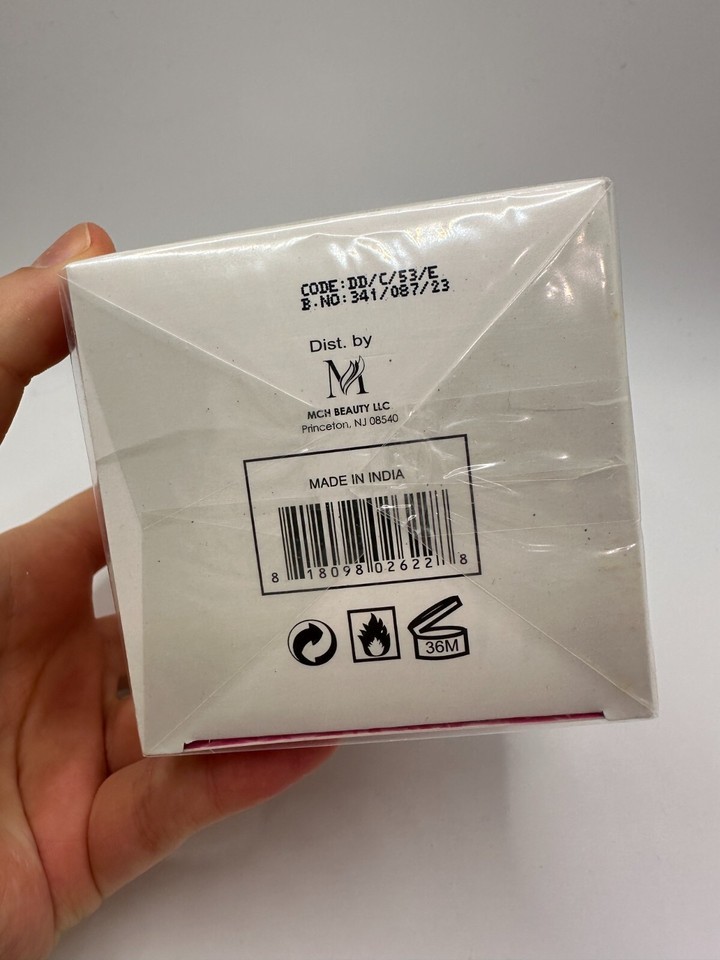 CODE:DD/C/53/E
B.NO:341/087/23
Dist. by
M
MCH BEAUTY LLC
Princeton, NJ 08540
MADE IN INDIA
8 18098 02622 8
36M